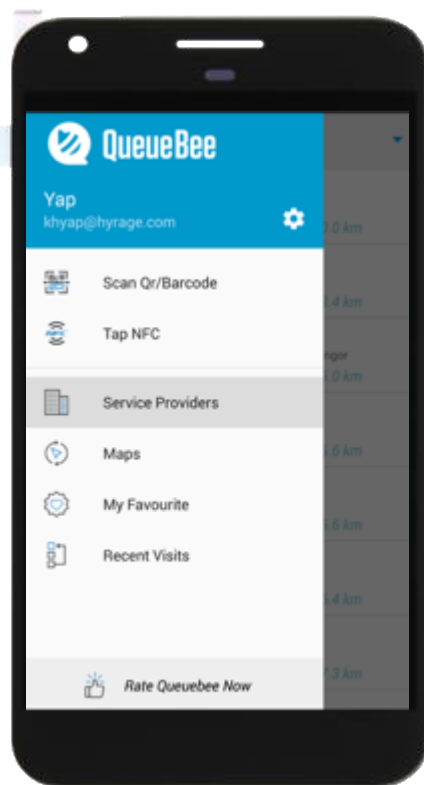 QueueBee
Yap
khyap@hyrage.com
Scan Qr/Barcode
Tap NFC
Service Providers
Maps
My Favourite
Recent Visits
Rate Queuebee Now